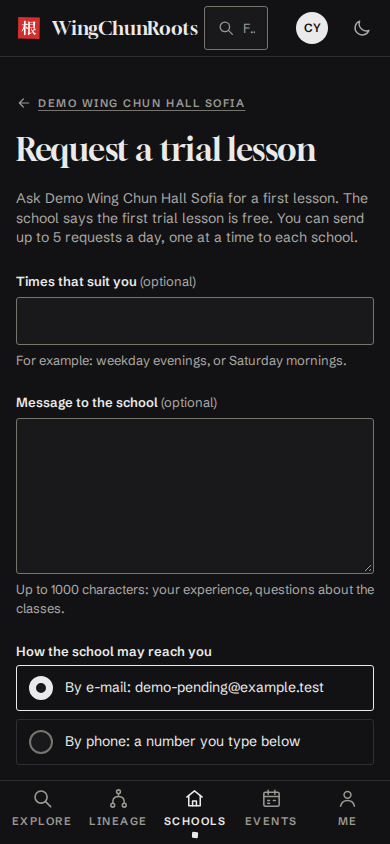 根 WingChunRoots F.. CY
DEMO WING CHUN HALL SOFIA
Request a trial lesson
Ask Demo Wing Chun Hall Sofia for a first lesson. The
school says the first trial lesson is free. You can send
up to 5 requests a day, one at a time to each school.
Times that suit you (optional)
For example: weekday evenings, or Saturday mornings.
Message to the school (optional)
Up to 1000 characters: your experience, questions about the
classes.
How the school may reach you
By e-mail: demo-pending@example.test
By phone: a number you type below
EXPLORE LINEAGE SCHOOLS EVENTS ME